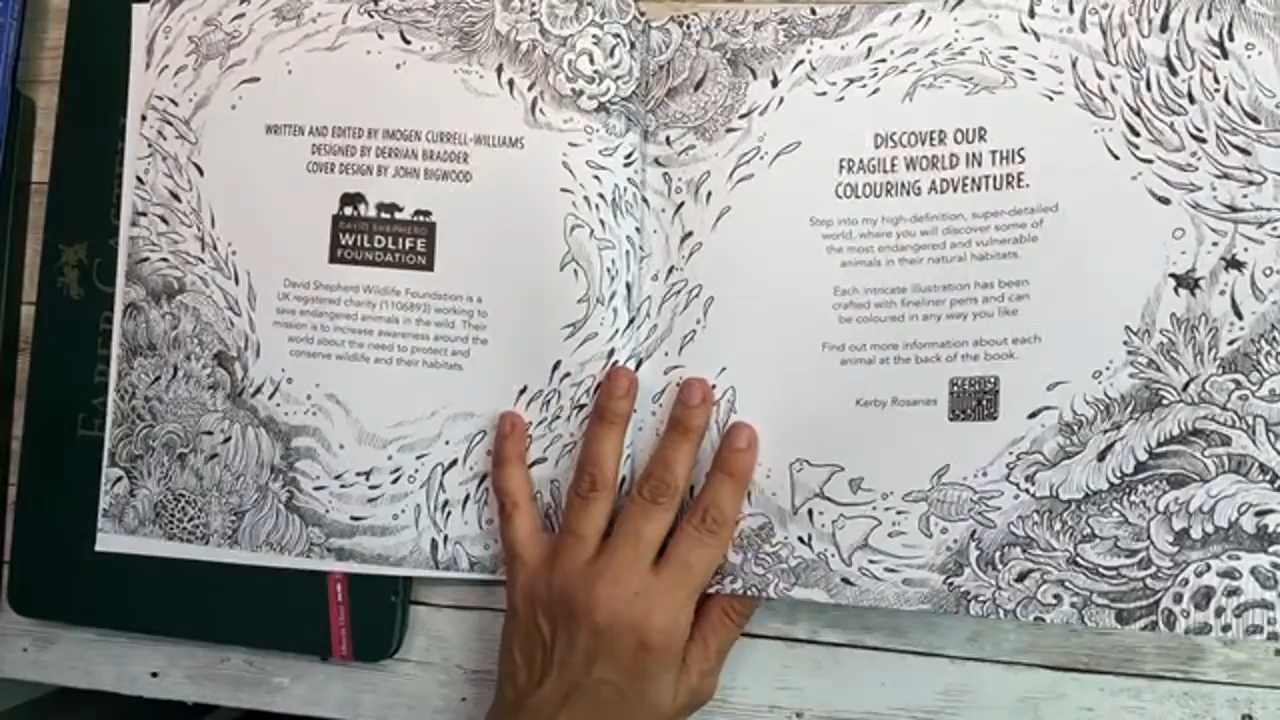 WRITTEN AND EDITED BY IMOGEN CURRELL-WILLIAMS
DESIGNED BY DERRIAN BRADDER
COVER DESIGN BY JOHN BIGWOOD
DAVID SHEPHERD
WILDLIFE
FOUNDATION
David Shepherd Wildlife Foundation is a
UK registered charity (1106893) working to
save endangered animals in the wild. Their
mission is to increase awareness around the
world about the need to protect and
conserve wildlife and their habitats.
DISCOVER OUR
FRAGILE WORLD IN THIS
COLOURING ADVENTURE.
Step into my high-definition, super-detailed
world, where you will discover some of
the most endangered and vulnerable
animals in their natural habitats.
Each intricate illustration has been
crafted with fineliner pens and can
be coloured in any way you like.
Find out more information about each
animal at the back of the book.
Kerby Rosanes
FABER-CASTELL